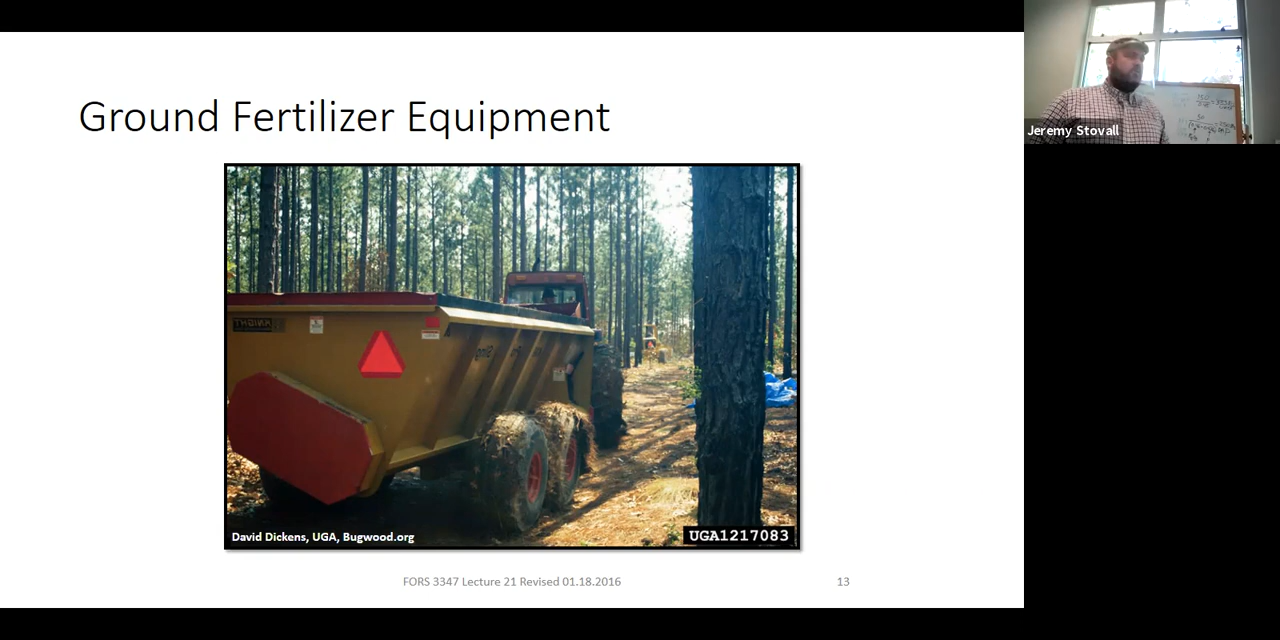 Ground Fertilizer Equipment
Jeremy Stovall
David Dickens, UGA, Bugwood.org
UGA1217083
FORS 3347 Lecture 21 Revised 01.18.2016
13